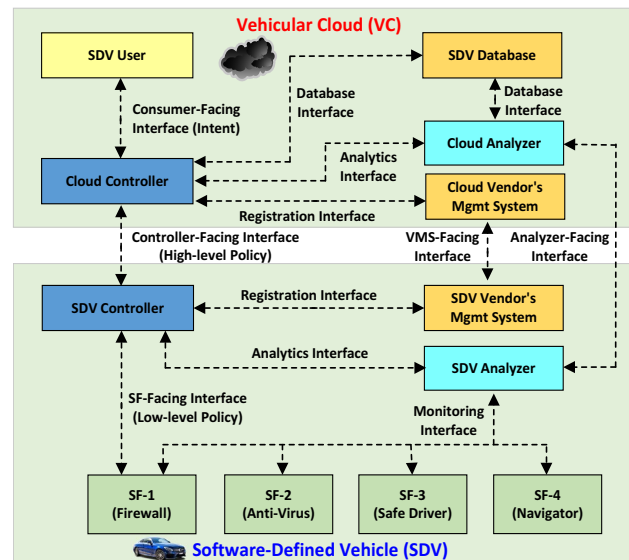 Vehicular Cloud (VC)
SDV User
SDV Database
Database
Interface
Database
Interface
Consumer-Facing
Interface (Intent)
Cloud Analyzer
Analytics
Interface
Cloud Controller
Cloud Vendor's
Mgmt System
Registration Interface
Controller-Facing Interface
(High-level Policy)
VMS-Facing
Interface
Analyzer-Facing
Interface
SDV Controller
Registration Interface
SDV Vendor's
Mgmt System
Analytics Interface
SDV Analyzer
SF-Facing Interface
(Low-level Policy)
Monitoring
Interface
SF-1
(Firewall)
SF-2
(Anti-Virus)
SF-3
(Safe Driver)
SF-4
(Navigator)
Software-Defined Vehicle (SDV)